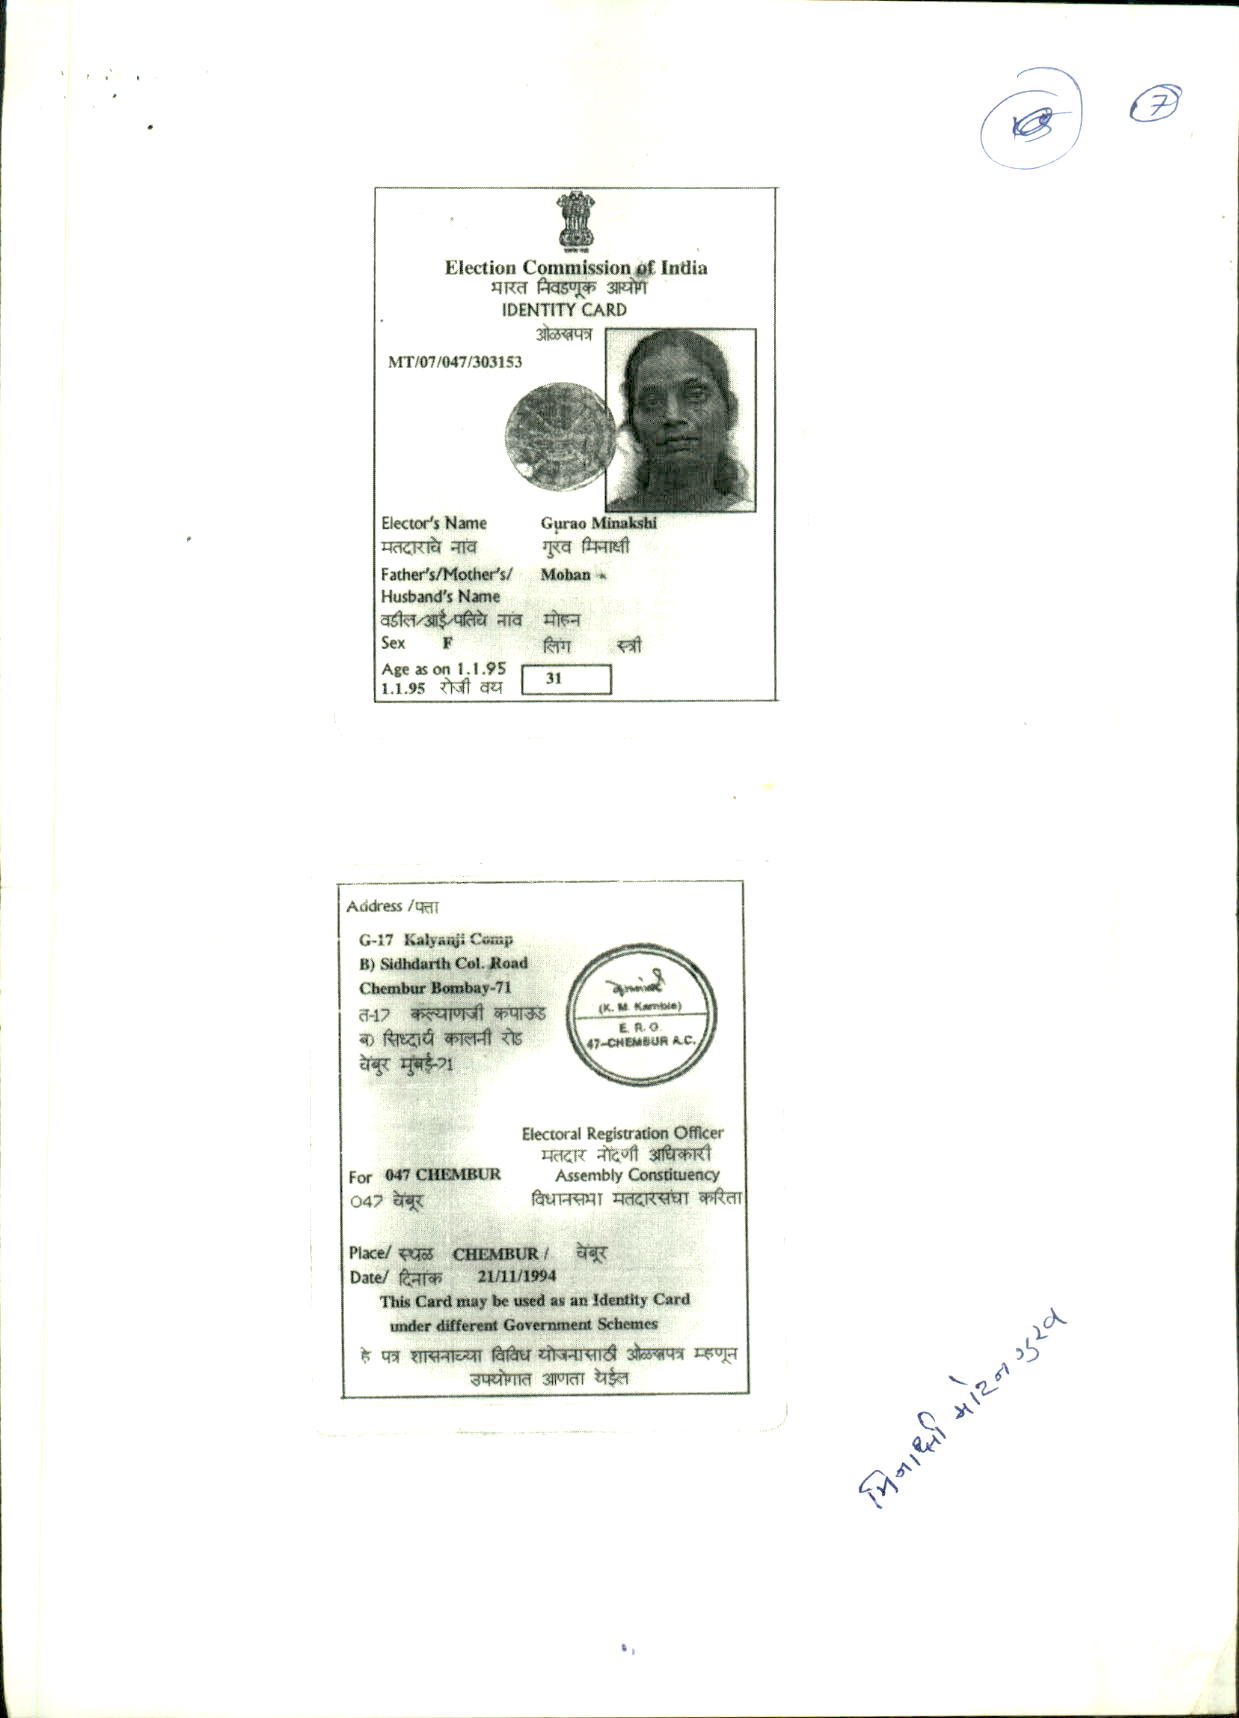 7
Election Commission of India
भारत निवडणूक आयोग
IDENTITY CARD
ओळखपत्र
MT/07/047/303153
Elector's Name Gurao Minakshi
मतदाराचे नाव गुरव मिनाक्षी
Father's/Mother's/ Mohan
Husband's Name
वडील/आई/पतिचे नाव मोहन
Sex F लिंग स्त्री
Age as on 1.1.95 31
1.1.95 रोजी वय
Address /पत्ता
G-17 Kalyanji Comp
B) Sidhdarth Col. Road
Chembur Bombay-71
त-17 कल्याणजी कंपाउंड
ब) सिध्दार्थ कालनी रोड
चेंबुर मुंबई-71
(K. M. Kamble)
E. R. O.
47-CHEMBUR A.C.
Electoral Registration Officer
मतदार नोंदणी अधिकारी
For 047 CHEMBUR Assembly Constituency
047 चेंबूर विधानसभा मतदारसंघा करिता
Place/ स्थळ CHEMBUR / चेंबूर
Date/ दिनांक 21/11/1994
This Card may be used as an Identity Card
under different Government Schemes
हे पत्र शासनाच्या विविध योजनासाठी ओळखपत्र म्हणून
उपयोगात आणता येईल
मिनाक्षी मोहन गुरव